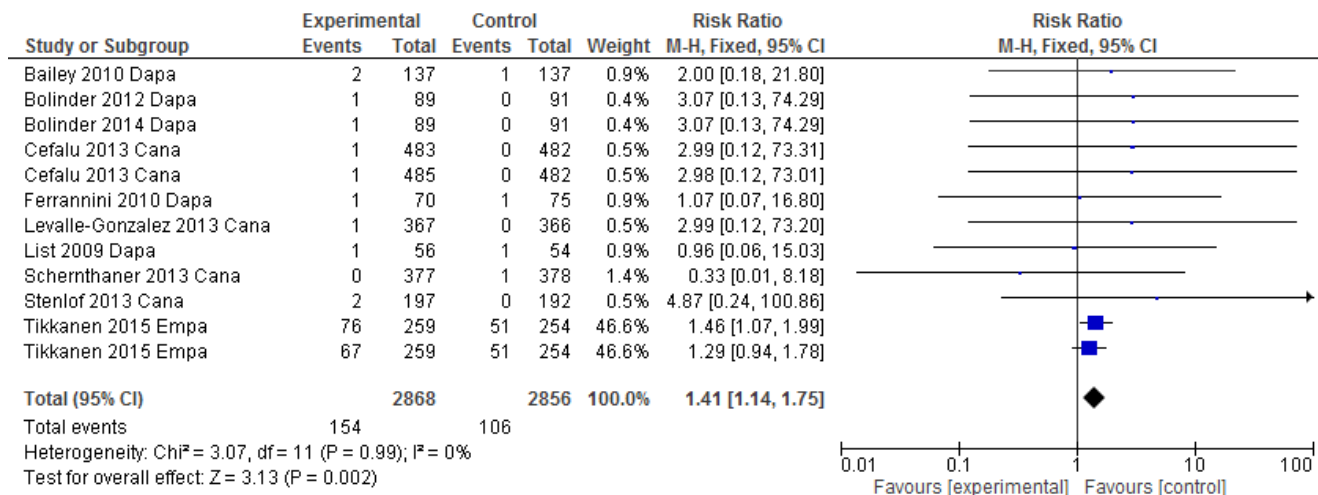 Experimental Control Risk Ratio Risk Ratio
Study or Subgroup Events Total Events Total Weight M-H, Fixed, 95% CI M-H, Fixed, 95% CI
Bailey 2010 Dapa 2 137 1 137 0.9% 2.00 [0.18, 21.80]
Bolinder 2012 Dapa 1 89 0 91 0.4% 3.07 [0.13, 74.29]
Bolinder 2014 Dapa 1 89 0 91 0.4% 3.07 [0.13, 74.29]
Cefalu 2013 Cana 1 483 0 482 0.5% 2.99 [0.12, 73.31]
Cefalu 2013 Cana 1 485 0 482 0.5% 2.98 [0.12, 73.01]
Ferrannini 2010 Dapa 1 70 1 75 0.9% 1.07 [0.07, 16.80]
Levalle-Gonzalez 2013 Cana 1 367 0 366 0.5% 2.99 [0.12, 73.20]
List 2009 Dapa 1 56 1 54 0.9% 0.96 [0.06, 15.03]
Schernthaner 2013 Cana 0 377 1 378 1.4% 0.33 [0.01, 8.18]
Stenlof 2013 Cana 2 197 0 192 0.5% 4.87 [0.24, 100.86]
Tikkanen 2015 Empa 76 259 51 254 46.6% 1.46 [1.07, 1.99]
Tikkanen 2015 Empa 67 259 51 254 46.6% 1.29 [0.94, 1.78]
Total (95% CI) 2868 2856 100.0% 1.41 [1.14, 1.75]
Total events 154 106
Heterogeneity: Chi² = 3.07, df = 11 (P = 0.99); I² = 0%
Test for overall effect: Z = 3.13 (P = 0.002)
0.01 0.1 1 10 100
Favours [experimental] Favours [control]